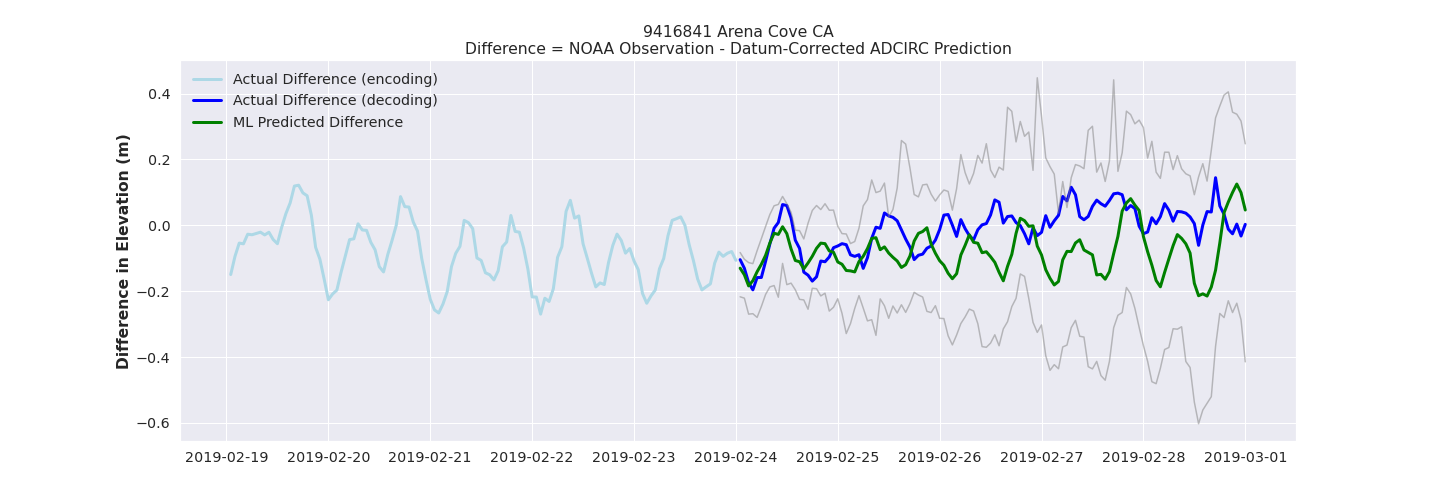 9416841 Arena Cove CA
Difference = NOAA Observation - Datum-Corrected ADCIRC Prediction
Actual Difference (encoding)
Actual Difference (decoding)
ML Predicted Difference
Difference in Elevation (m)
0.4
0.2
0.0
−0.2
−0.4
−0.6
2019-02-19 2019-02-20 2019-02-21 2019-02-22 2019-02-23 2019-02-24 2019-02-25 2019-02-26 2019-02-27 2019-02-28 2019-03-01